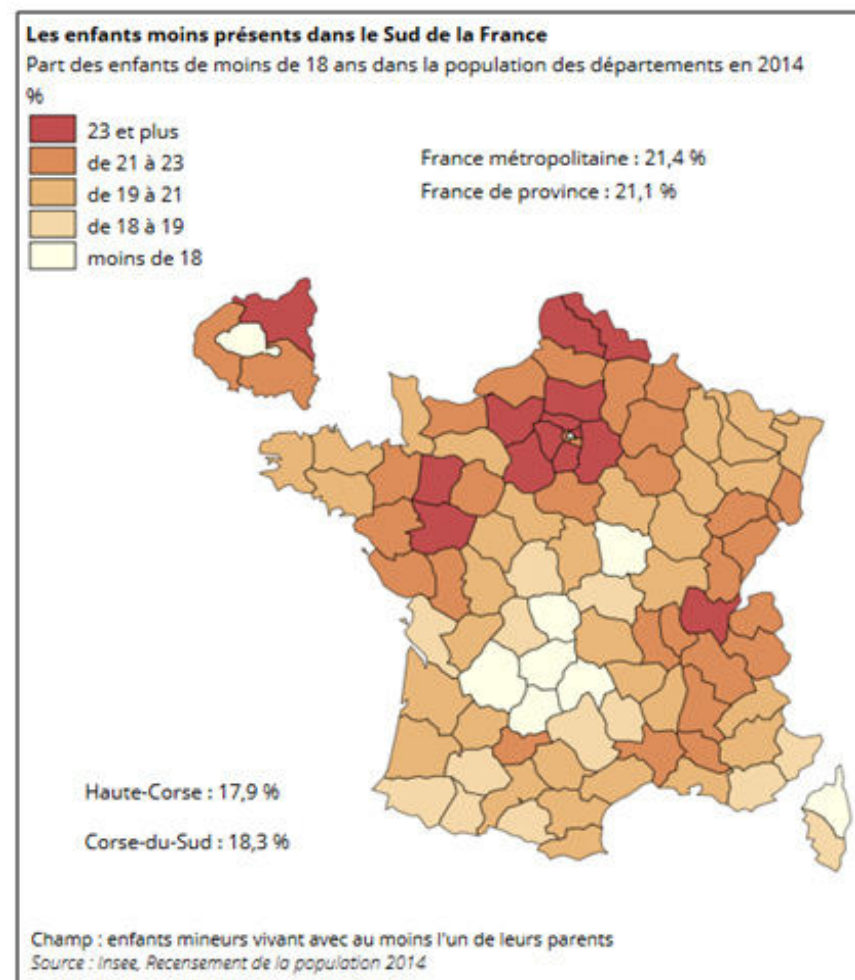 Les enfants moins présents dans le Sud de la France
Part des enfants de moins de 18 ans dans la population des départements en 2014
%
23 et plus
de 21 à 23
de 19 à 21
de 18 à 19
moins de 18
France métropolitaine : 21,4 %
France de province : 21,1 %
Haute-Corse : 17,9 %
Corse-du-Sud : 18,3 %
Champ : enfants mineurs vivant avec au moins l'un de leurs parents
Source : Insee, Recensement de la population 2014